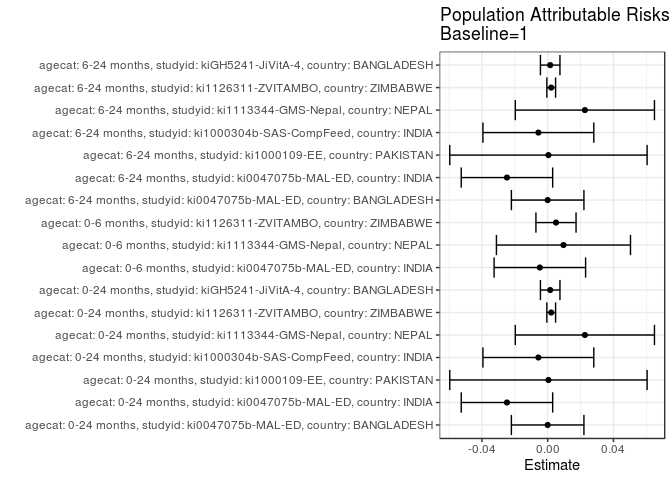 Population Attributable Risks
Baseline=1
agecat: 6-24 months, studyid: kiGH5241-JiVitA-4, country: BANGLADESH
agecat: 6-24 months, studyid: ki1126311-ZVITAMBO, country: ZIMBABWE
agecat: 6-24 months, studyid: ki1113344-GMS-Nepal, country: NEPAL
agecat: 6-24 months, studyid: ki1000304b-SAS-CompFeed, country: INDIA
agecat: 6-24 months, studyid: ki1000109-EE, country: PAKISTAN
agecat: 6-24 months, studyid: ki0047075b-MAL-ED, country: INDIA
agecat: 6-24 months, studyid: ki0047075b-MAL-ED, country: BANGLADESH
agecat: 0-6 months, studyid: ki1126311-ZVITAMBO, country: ZIMBABWE
agecat: 0-6 months, studyid: ki1113344-GMS-Nepal, country: NEPAL
agecat: 0-6 months, studyid: ki0047075b-MAL-ED, country: INDIA
agecat: 0-24 months, studyid: kiGH5241-JiVitA-4, country: BANGLADESH
agecat: 0-24 months, studyid: ki1126311-ZVITAMBO, country: ZIMBABWE
agecat: 0-24 months, studyid: ki1113344-GMS-Nepal, country: NEPAL
agecat: 0-24 months, studyid: ki1000304b-SAS-CompFeed, country: INDIA
agecat: 0-24 months, studyid: ki1000109-EE, country: PAKISTAN
agecat: 0-24 months, studyid: ki0047075b-MAL-ED, country: INDIA
agecat: 0-24 months, studyid: ki0047075b-MAL-ED, country: BANGLADESH
-0.04 0.00 0.04
Estimate